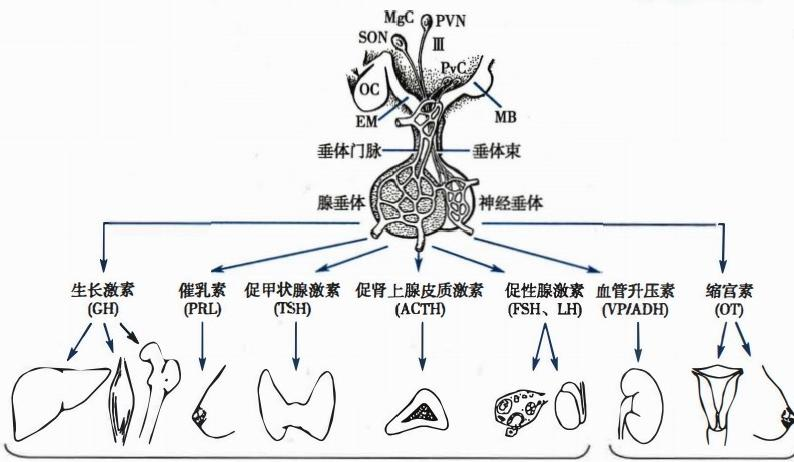 MgC
PVN
SON
III
PvC
OC
EM
MB
垂体门脉
垂体束
腺垂体
神经垂体
生长激素
(GH)
催乳素
(PRL)
促甲状腺激素
(TSH)
促肾上腺皮质激素
(ACTH)
促性腺激素
(FSH、LH)
血管升压素
(VP/ADH)
缩宫素
(OT)